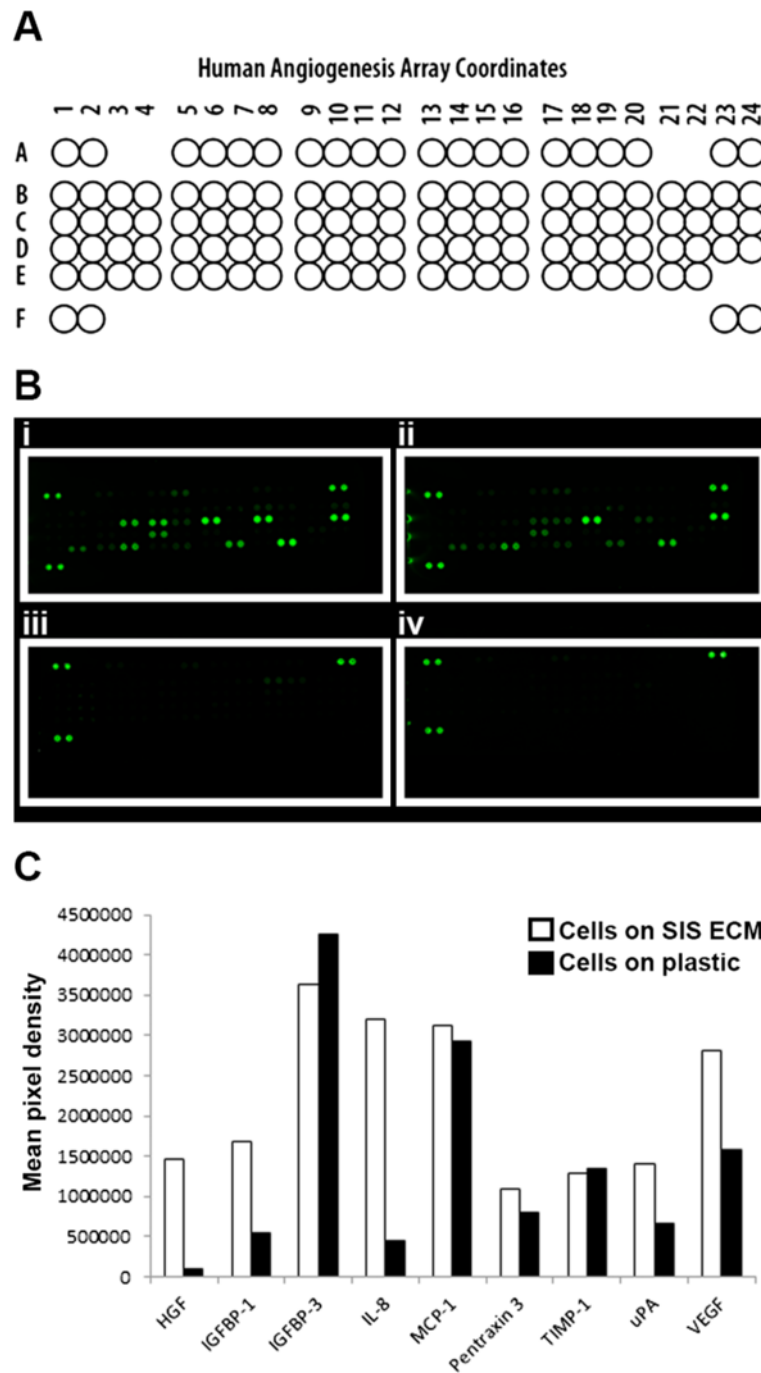 A
Human Angiogenesis Array Coordinates
1 2 3 4 5 6 7 8 9 10 11 12 13 14 15 16 17 18 19 20 21 22 23 24
A
B
C
D
E
F
B
i ii
iii iv
C
Mean pixel density
4500000
4000000
3500000
3000000
2500000
2000000
1500000
1000000
500000
0
Cells on SIS ECM
Cells on plastic
HGF IGFBP-1 IGFBP-3 IL-8 MCP-1 Pentraxin 3 TIMP-1 uPA VEGF